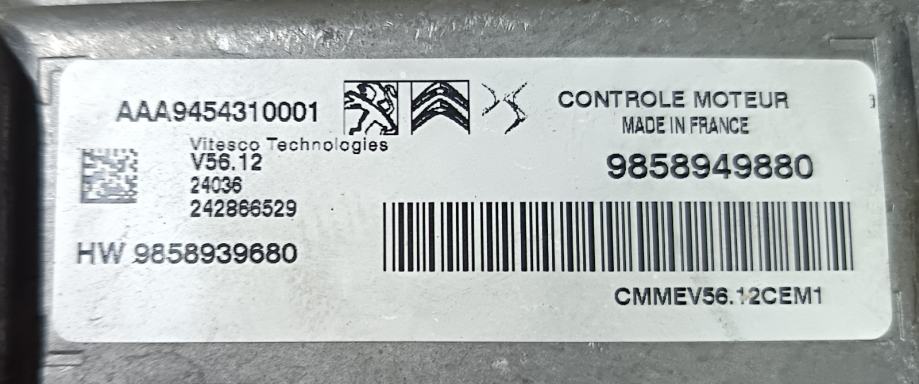 AAA9454310001
CONTROLE MOTEUR
MADE IN FRANCE
Vitesco Technologies
V56.12
9858949880
24036
242866529
HW 9858939680
CMMEV56.12CEM1